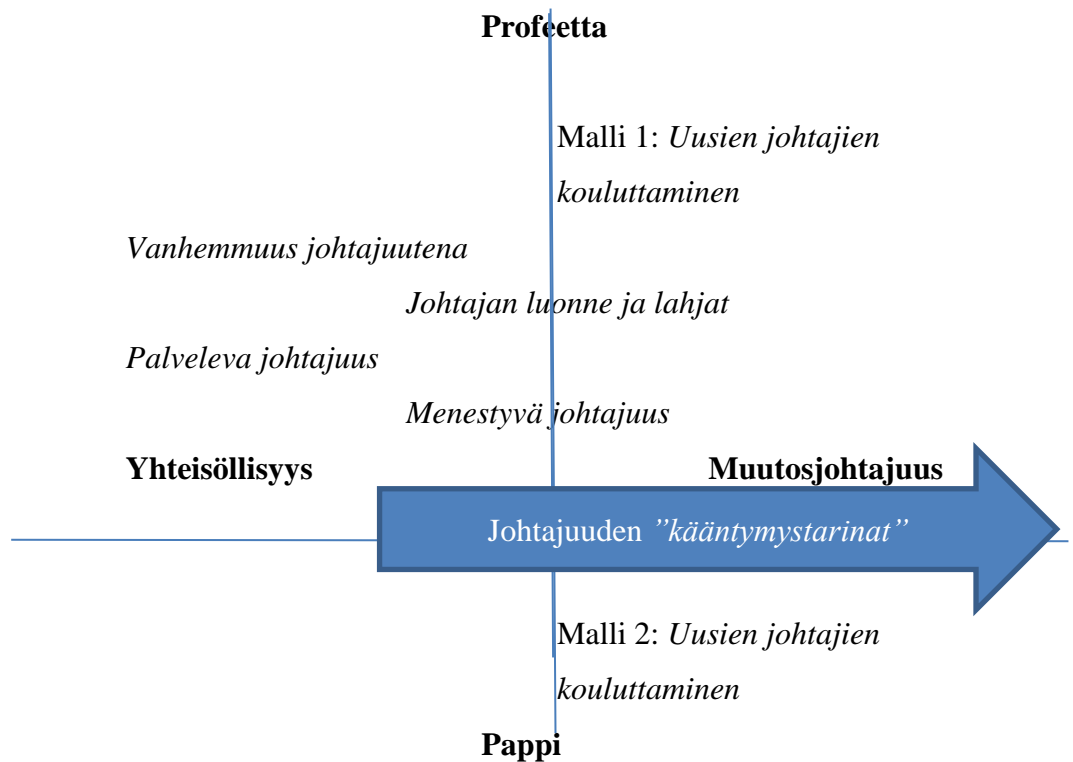 Profeetta
Malli 1: Uusien johtajien
kouluttaminen
Vanhemmuus johtajuutena
Johtajan luonne ja lahjat
Palveleva johtajuus
Menestyvä johtajuus
Yhteisöllisyys Muutosjohtajuus
Johtajuuden ”kääntymystarinat”
Malli 2: Uusien johtajien
kouluttaminen
Pappi